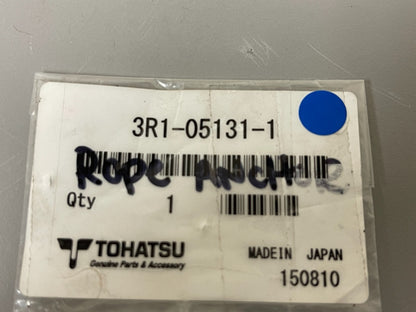 3R1-05131-1
ROPE ANCHOR
Qty 1
TOHATSU
Genuine Parts & Accessory
MADEIN JAPAN
150810